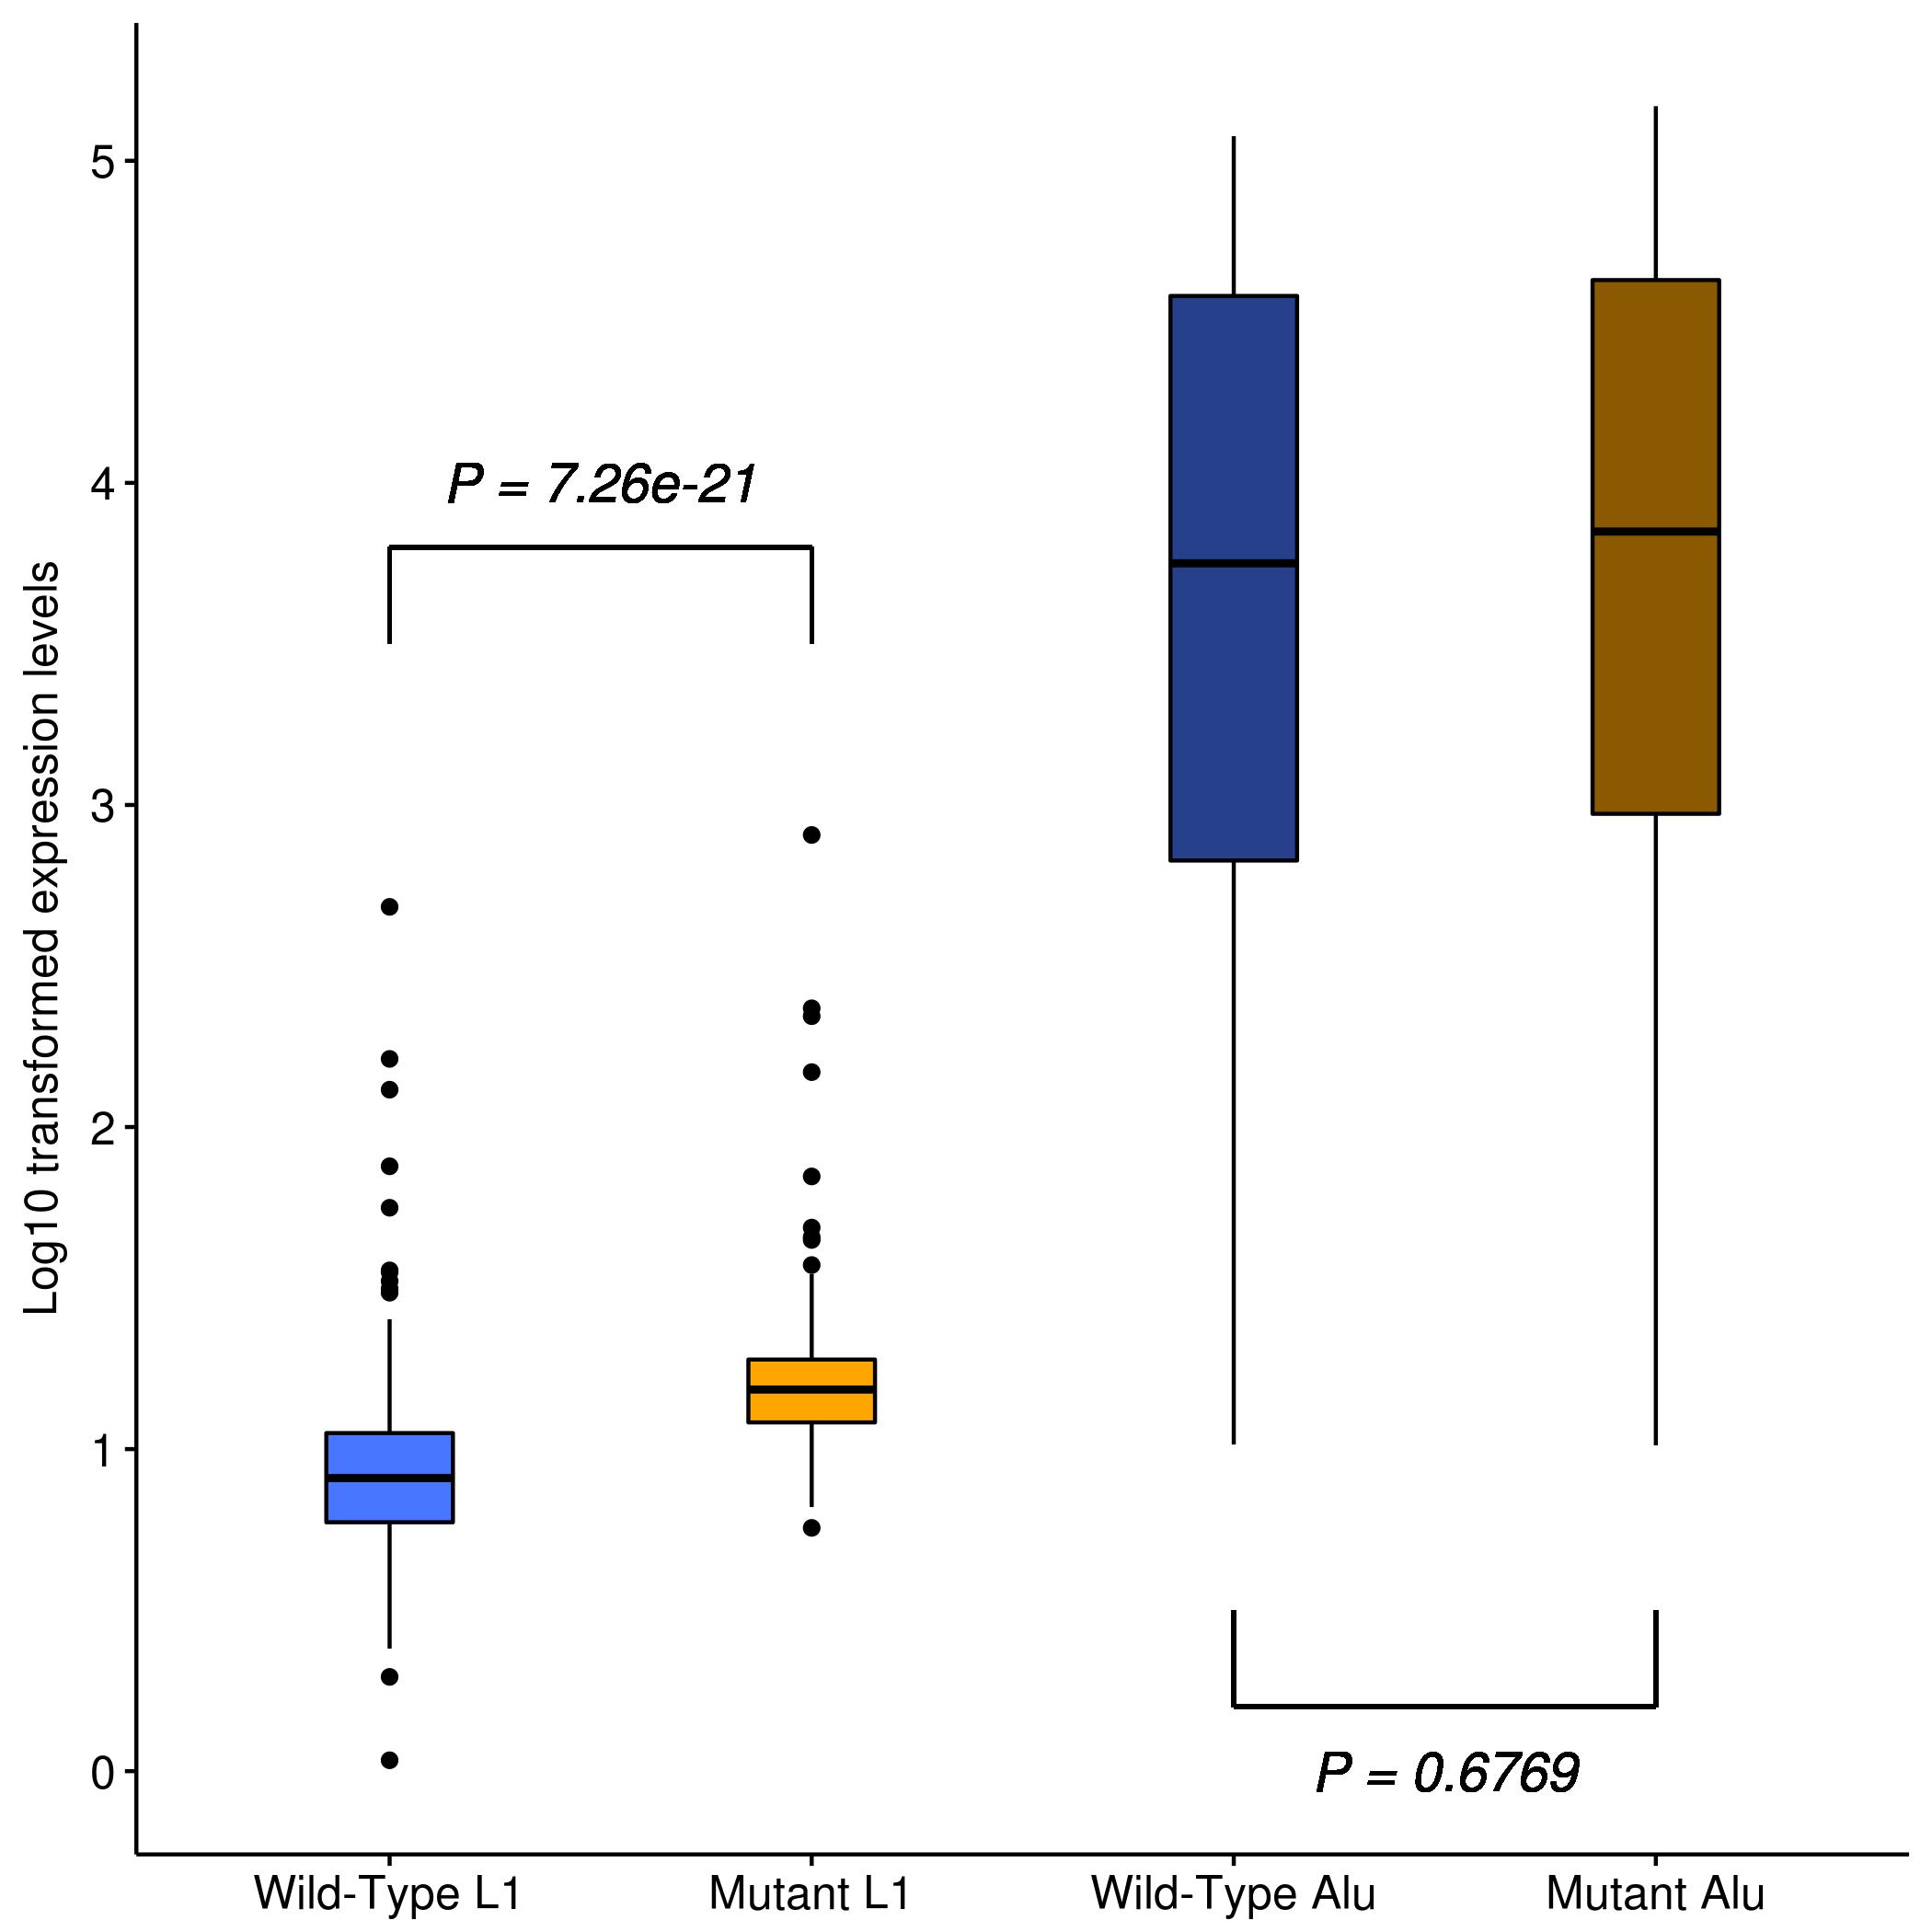 Log10 transformed expression levels
5
4
3
2
1
0
P = 7.26e-21
P = 0.6769
Wild-Type L1
Mutant L1
Wild-Type Alu
Mutant Alu